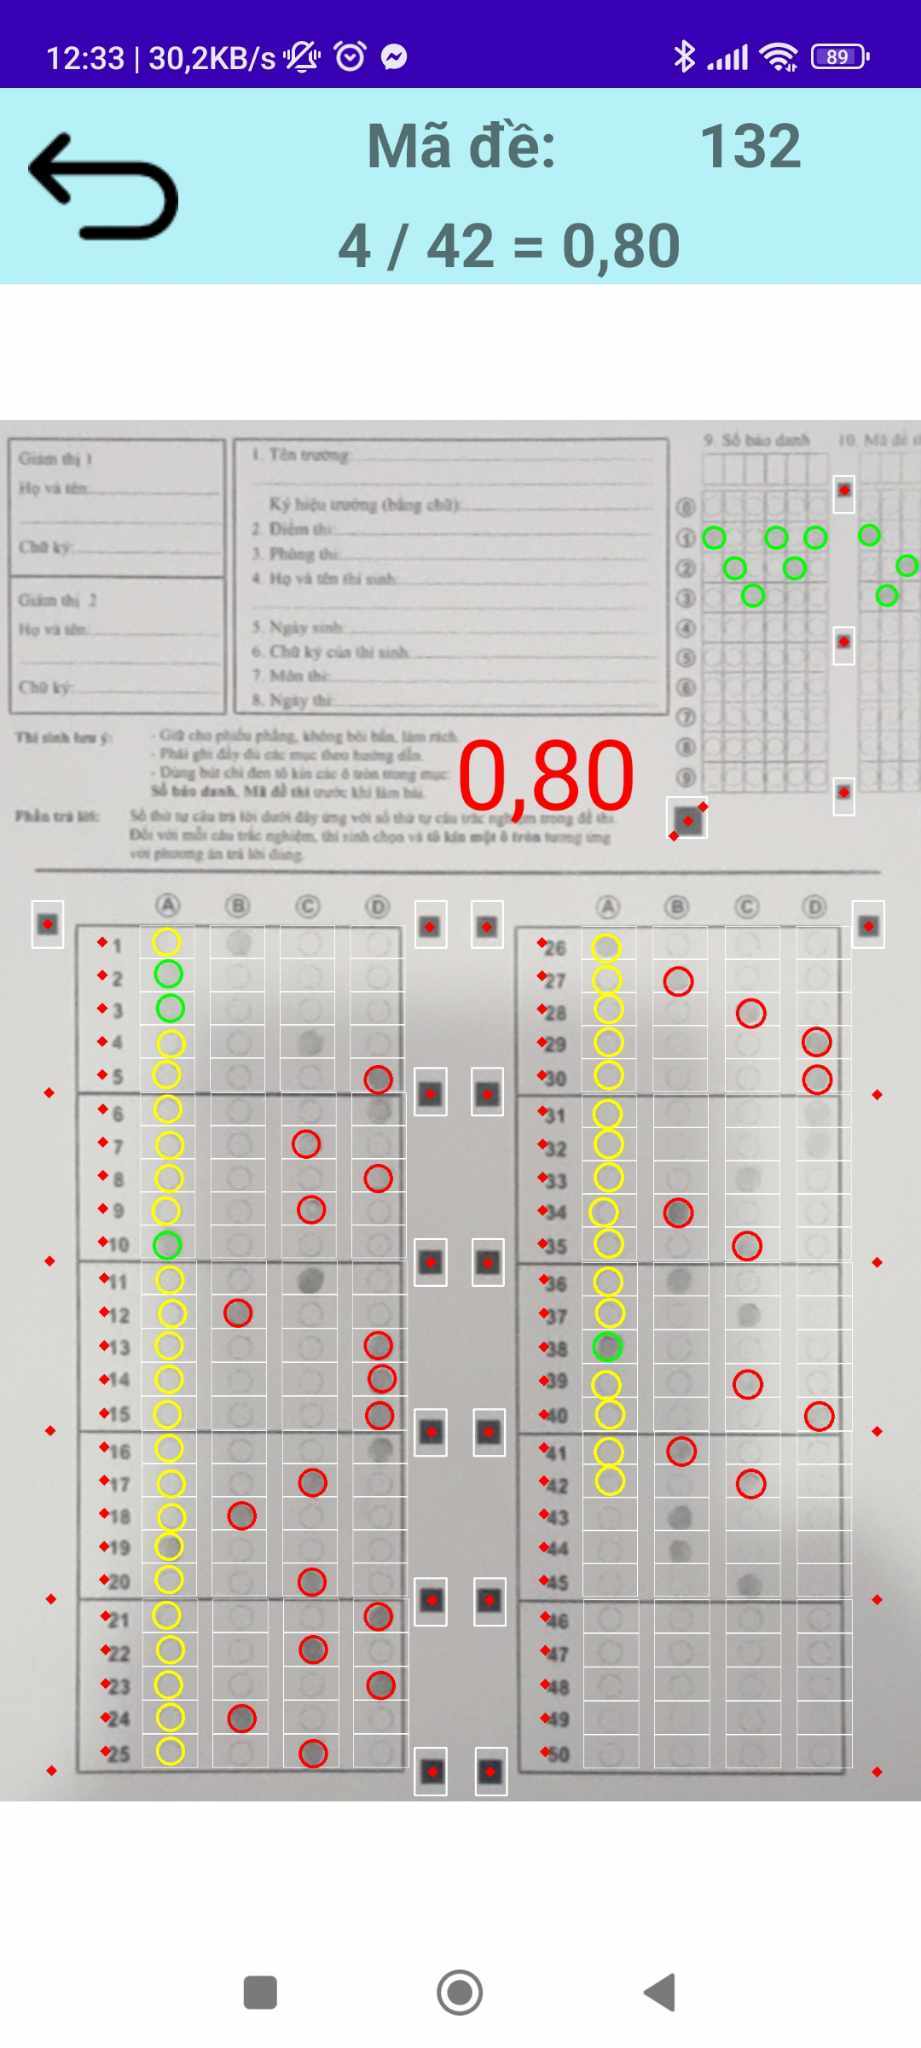 12:33 | 30,2KB/s
89
Mã đề: 132
4 / 42 = 0,80
Giám thị 1
Họ và tên:
Chữ ký:
Giám thị 2
Họ và tên:
Chữ ký:
1. Tên trường:
Ký hiệu trường (bằng chữ):
2. Điểm thi:
3. Phòng thi:
4. Họ và tên thí sinh:
5. Ngày sinh:
6. Chữ ký của thí sinh:
7. Môn thi:
8. Ngày thi:
9. Số báo danh
10. Mã đề
0
1
2
3
4
5
6
7
8
9
Thí sinh lưu ý:
- Giữ cho phiếu phẳng, không bôi bẩn, làm rách.
- Phải ghi đầy đủ các mục theo hướng dẫn.
- Dùng bút chì đen tô kín các ô tròn trong mục:
Số báo danh, Mã đề thi trước khi làm bài.
0,80
Phần trả lời:
Số thứ tự câu trả lời dưới đây ứng với số thứ tự câu trắc nghiệm trong đề thi.
Đối với mỗi câu trắc nghiệm, thí sinh chọn và tô kín một ô tròn tương ứng
với phương án trả lời đúng.
A B C D
1
2
3
4
5
6
7
8
9
10
11
12
13
14
15
16
17
18
19
20
21
22
23
24
25
A B C D
26
27
28
29
30
31
32
33
34
35
36
37
38
39
40
41
42
43
44
45
46
47
48
49
50